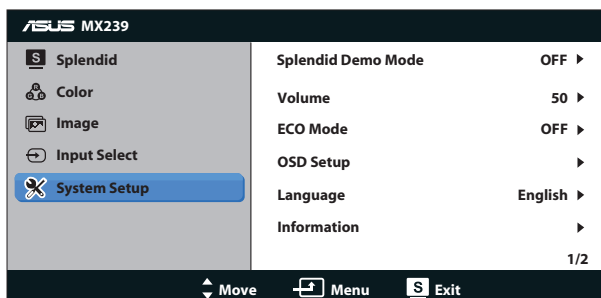 ASUS MX239
S Splendid
Color
Image
Input Select
System Setup
Splendid Demo Mode OFF
Volume 50
ECO Mode OFF
OSD Setup
Language English
Information
1/2
Move Menu S Exit